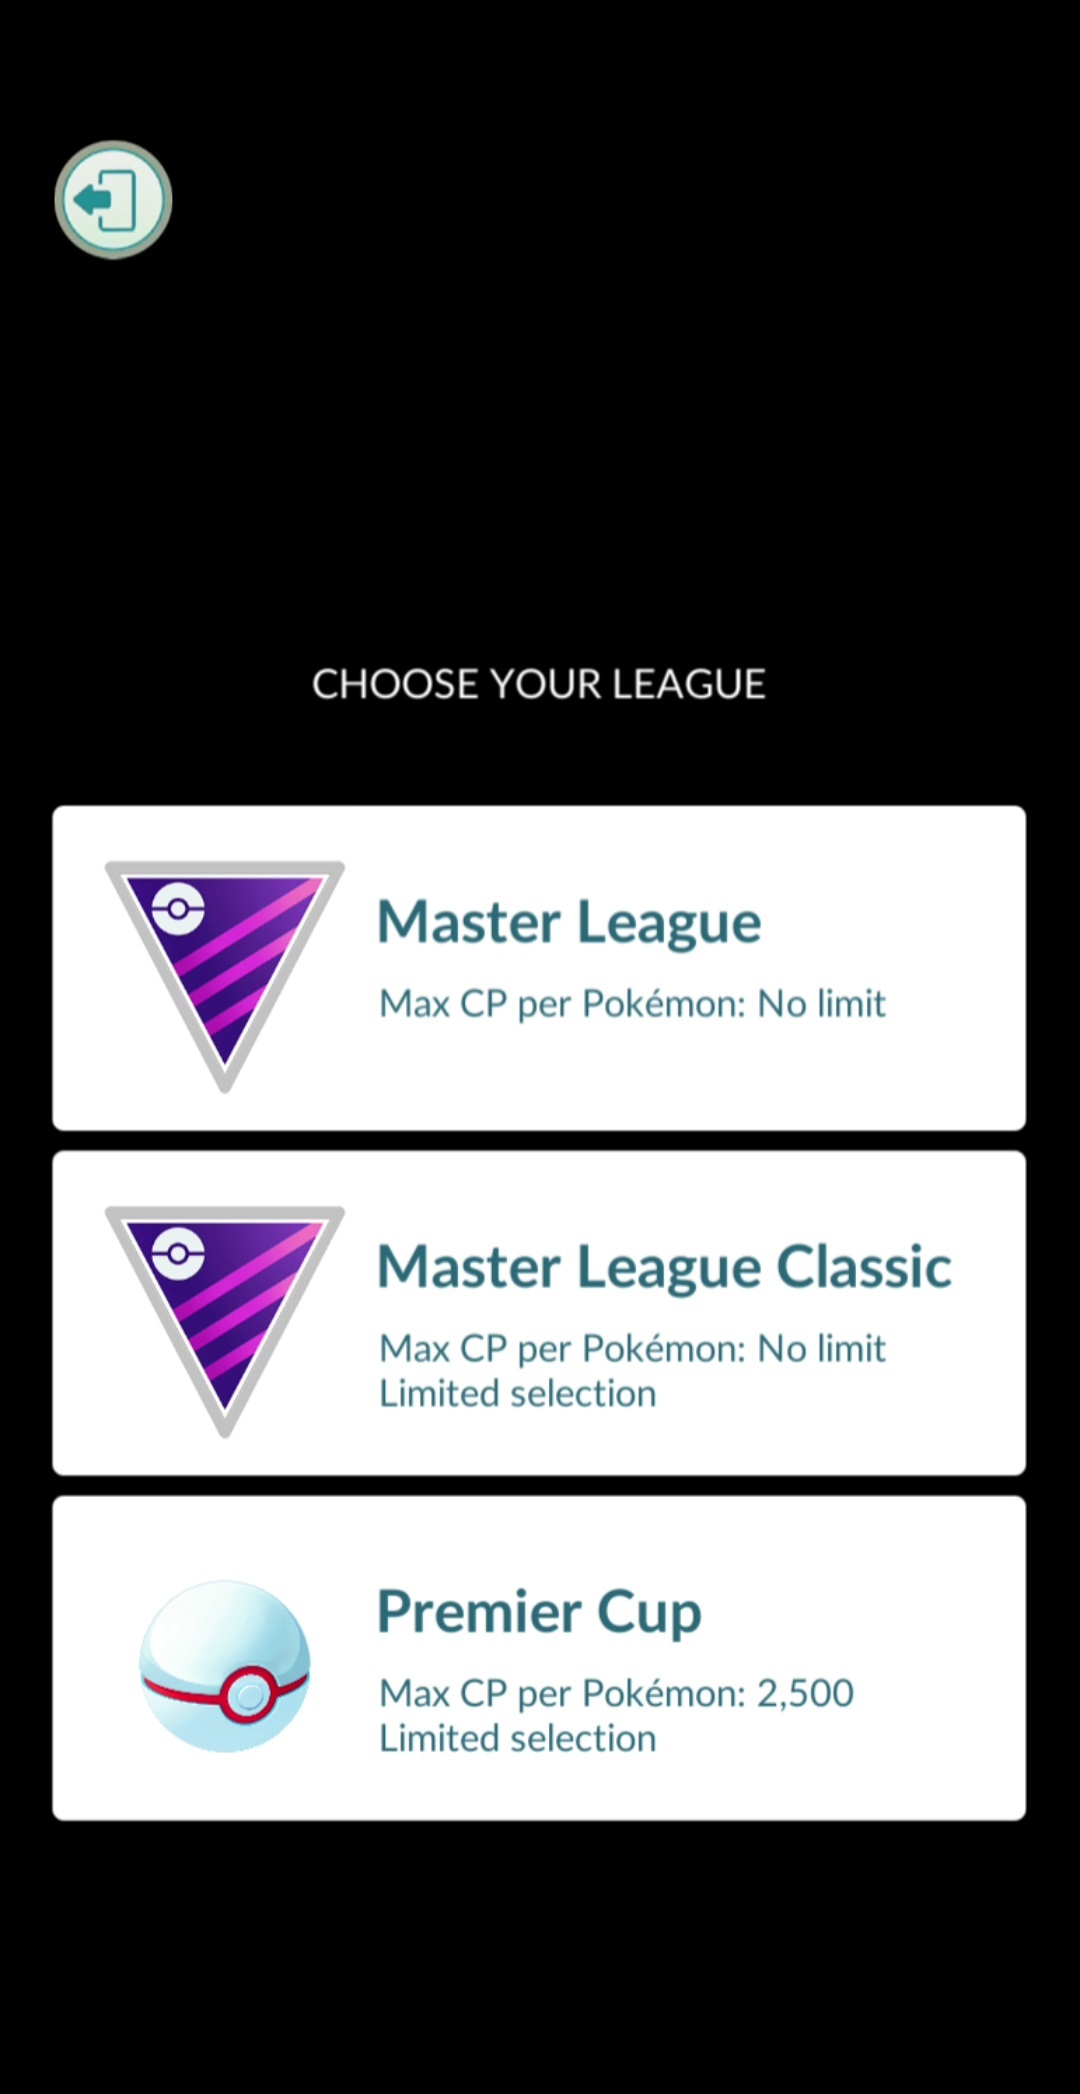 CHOOSE YOUR LEAGUE
Master League
Max CP per Pokémon: No limit
Master League Classic
Max CP per Pokémon: No limit
Limited selection
Premier Cup
Max CP per Pokémon: 2,500
Limited selection